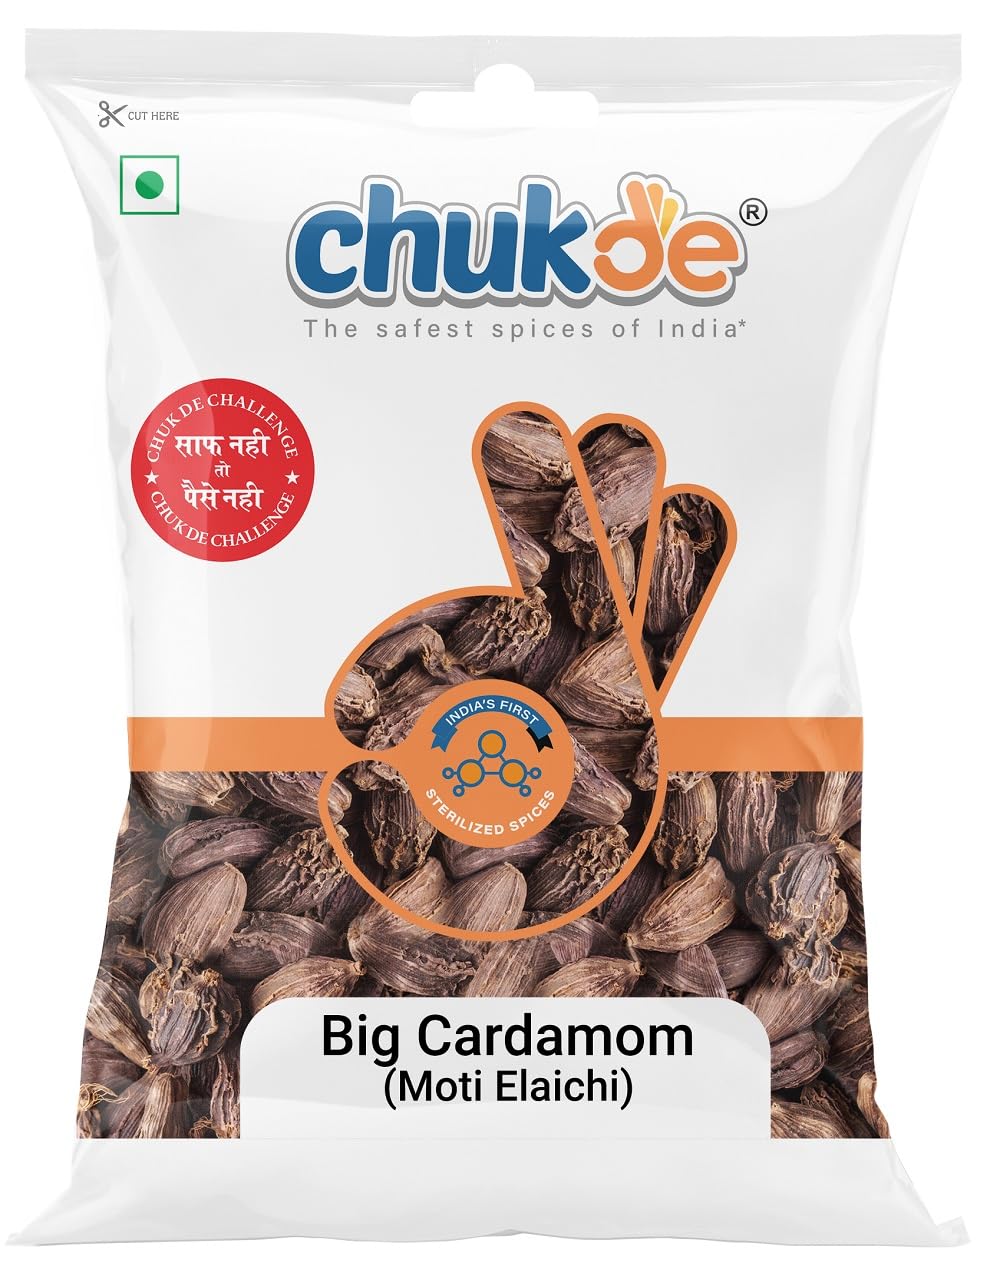 CUT HERE
chukde®
The safest spices of India*
CHUK DE CHALLENGE
साफ नही
तो
पैसे नही
CHUK DE CHALLENGE
INDIA'S FIRST
STERILIZED SPICES
Big Cardamom
(Moti Elaichi)